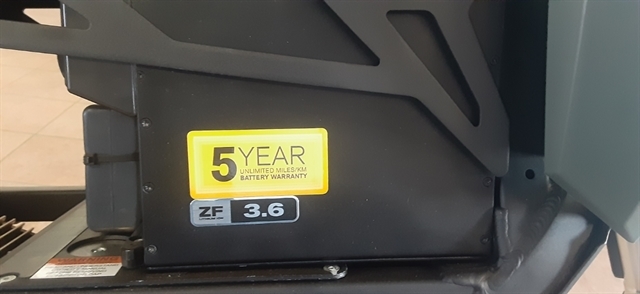 5 YEAR
UNLIMITED MILES/KM
BATTERY WARRANTY
ZF 3.6